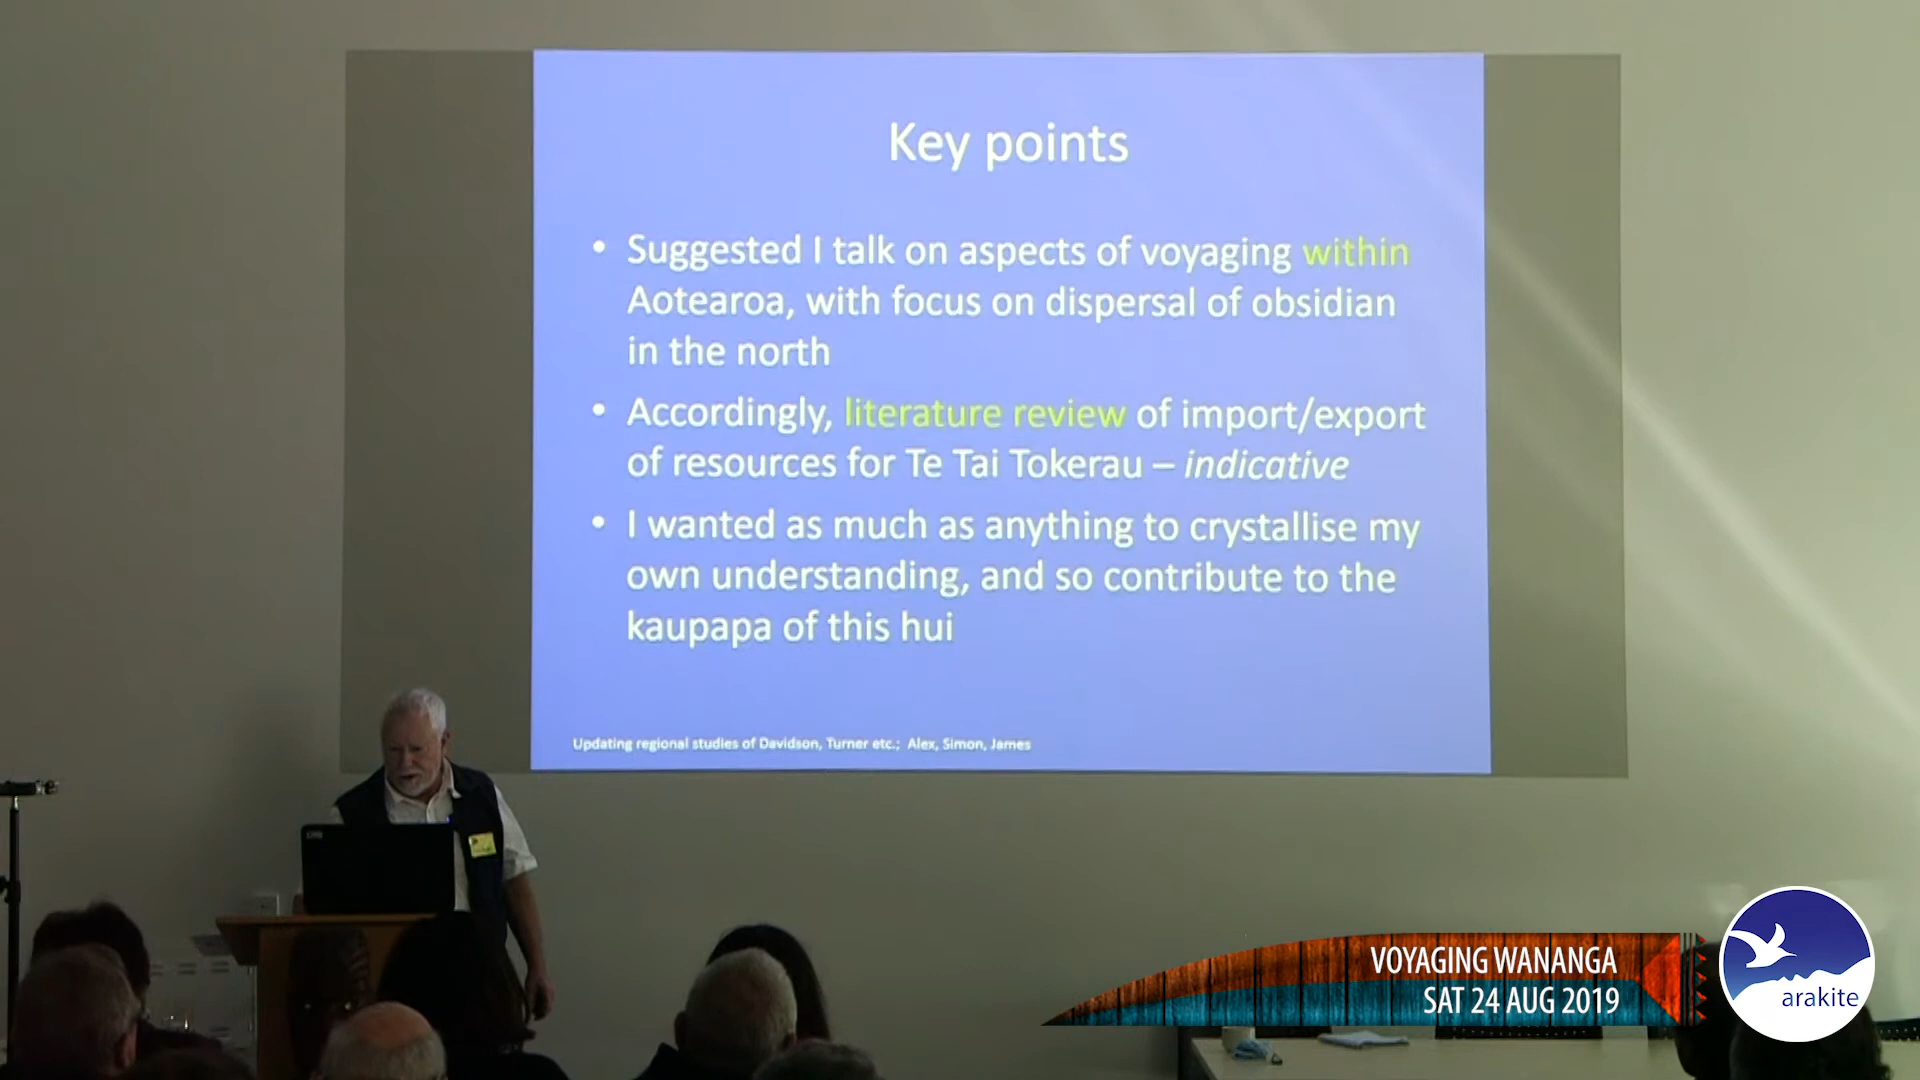 Key points
• Suggested I talk on aspects of voyaging within
Aotearoa, with focus on dispersal of obsidian
in the north
• Accordingly, literature review of import/export
of resources for Te Tai Tokerau – indicative
• I wanted as much as anything to crystallise my
own understanding, and so contribute to the
kaupapa of this hui
Updating regional studies of Davidson, Turner etc.; Alex, Simon, James
VOYAGING WANANGA
SAT 24 AUG 2019
arakite